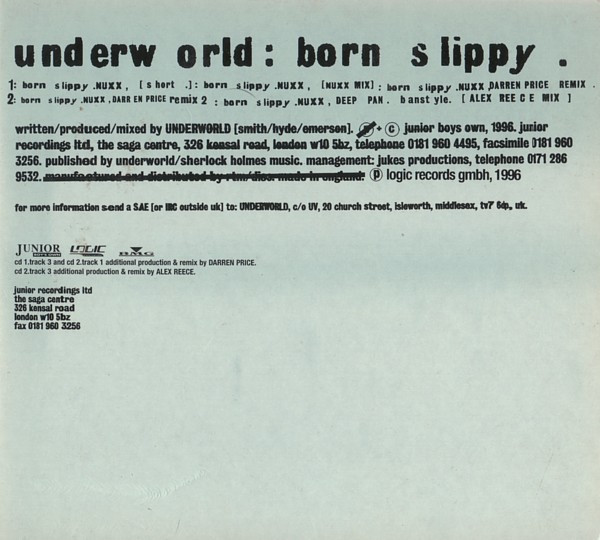 underw orld: born slippy .
1: born slippy .NUXX, [short .]: born slippy .NUXX, [NUXX MIX]: born slippy .NUXX,DARREN PRICE REMIX .
2: born slippy .NUXX, DARR EN PRICE remix 2 : born slippy .NUXX, DEEP PAN. banstyle. [ALEX REECE MIX ]
written/produced/mixed by UNDERWORLD [smith/hyde/emerson]. ℗+ © junior boys own, 1996. junior
recordings ltd, the saga centre, 326 kensal road, london w10 5bz, telephone 0181 960 4495, facsimile 0181 960
3256. published by underworld/sherlock holmes music. management: jukes productions, telephone 0171 286
9532. manufactured and distributed by rtm/disc. made in england. ℗ logic records gmbh, 1996
for more information send a SAE [or IRC outside uk] to: UNDERWORLD, c/o UV, 20 church street, isleworth, middlesex, tw7 6dp, uk.
JUNIOR LOGIC BMG
cd 1.track 3 and cd 2.track 1 additional production & remix by DARREN PRICE.
cd 2.track 3 additional production & remix by ALEX REECE.
junior recordings ltd
the saga centre
326 kensal road
london w10 5bz
fax 0181 960 3256